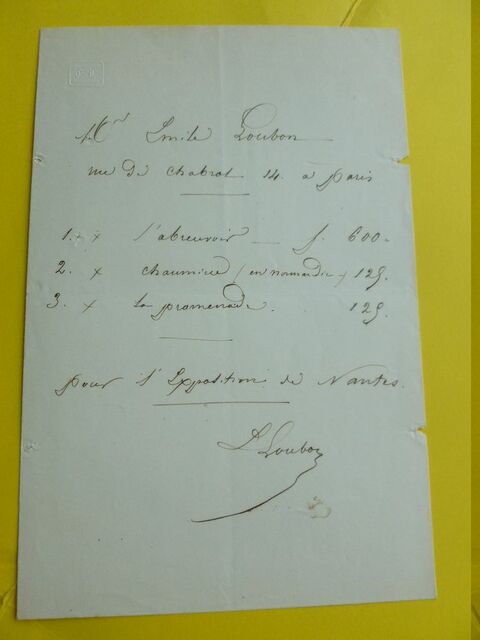 Mr Emile Loubon
rue de chabrol 14. à paris
1. x l'abreuvoir — f. 600.
2. x chaumière (en normandie) 125.
3. x la promenade. 125.
pour l'Exposition de Nantes.
E Loubon